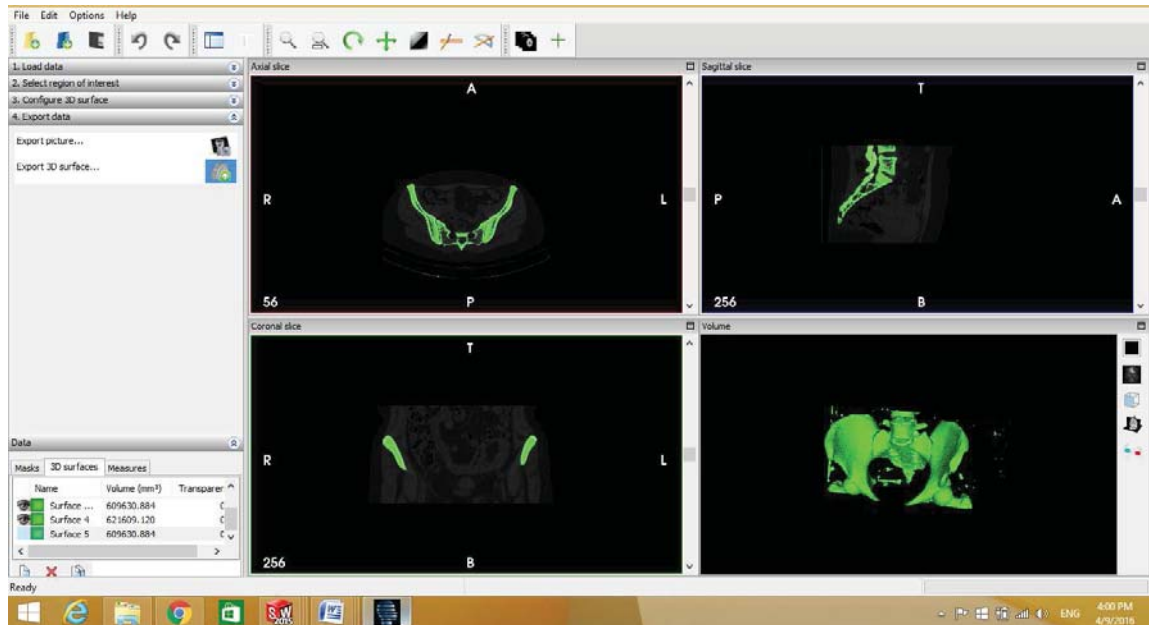 File Edit Options Help
1. Load data
2. Select region of interest
3. Configure 3D surface
4. Export data
Export picture...
Export 3D surface...
Data
Masks 3D surfaces Measures
Name Volume (mm³) Transparer
Surface ... 609630.884
Surface 4 621609.120
Surface 5 609630.884
Axial slice
A
R L
56 P
Sagittal slice
T
P A
256 B
Coronal slice
T
R L
256 B
Volume
Ready
SW
2015
W
ENG
4:00 PM
4/9/2016